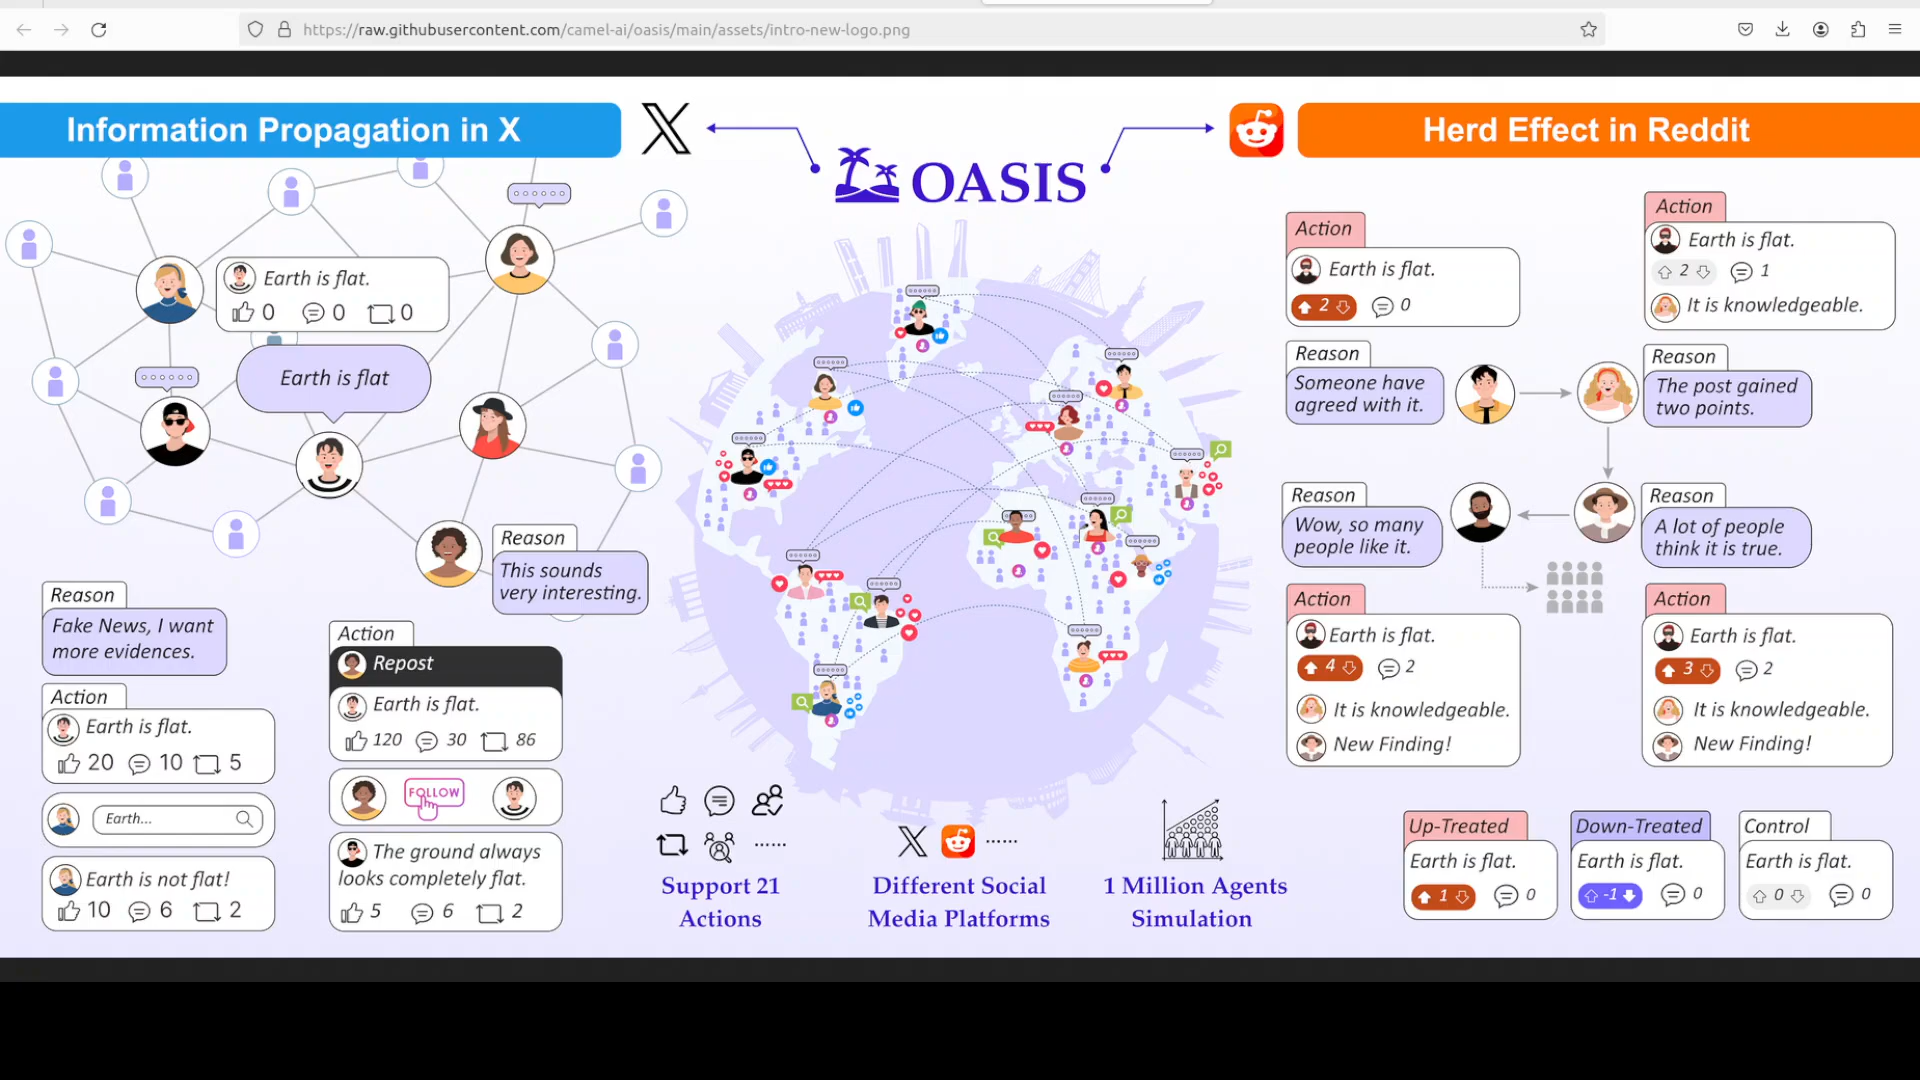 https://raw.githubusercontent.com/camel-ai/oasis/main/assets/intro-new-logo.png
Information Propagation in X
OASIS
Herd Effect in Reddit
Earth is flat.
0 0 0
Earth is flat
Reason
This sounds
very interesting.
Reason
Fake News, I want
more evidences.
Action
Earth is flat.
20 10 5
Earth...
Earth is not flat!
10 6 2
Action
Repost
Earth is flat.
120 30 86
FOLLOW
The ground always
looks completely flat.
5 6 2
......
Support 21
Actions
......
Different Social
Media Platforms
1 Million Agents
Simulation
Action
Earth is flat.
2 0
Action
Earth is flat.
2 1
It is knowledgeable.
Reason
Someone have
agreed with it.
Reason
The post gained
two points.
Reason
Wow, so many
people like it.
Reason
A lot of people
think it is true.
Action
Earth is flat.
4 2
It is knowledgeable.
New Finding!
Action
Earth is flat.
3 2
It is knowledgeable.
New Finding!
Up-Treated
Earth is flat.
1 0
Down-Treated
Earth is flat.
-1 0
Control
Earth is flat.
0 0